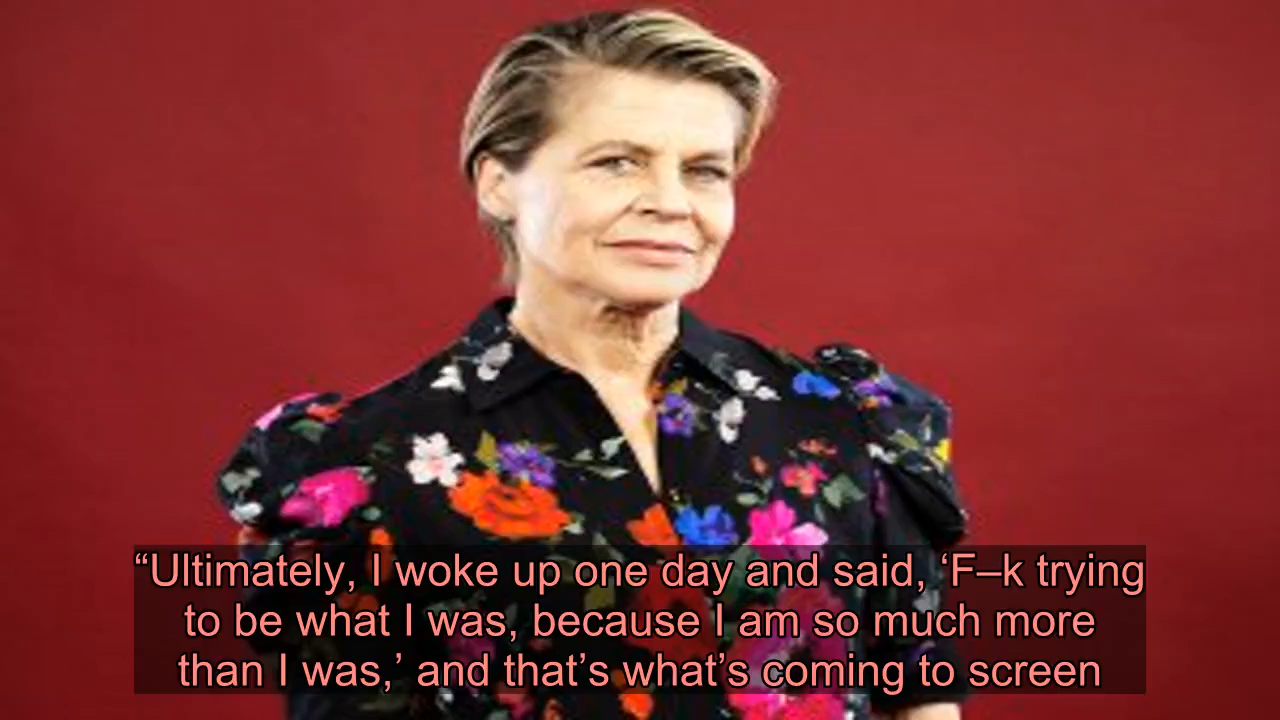 “Ultimately, I woke up one day and said, ‘F–k trying
to be what I was, because I am so much more
than I was,’ and that’s what’s coming to screen